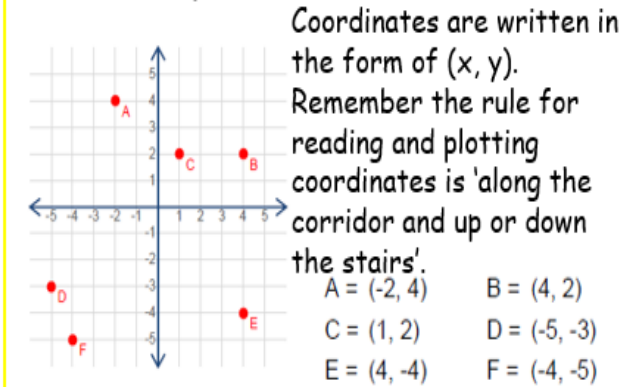 Coordinates are written in
the form of (x, y).
Remember the rule for
reading and plotting
coordinates is 'along the
corridor and up or down
the stairs'.
A = (-2, 4) B = (4, 2)
C = (1, 2) D = (-5, -3)
E = (4, -4) F = (-4, -5)
5
4
3
2
1
-5 -4 -3 -2 -1 1 2 3 4 5
-1
-2
-3
-4
-5
A
C
B
D
E
F